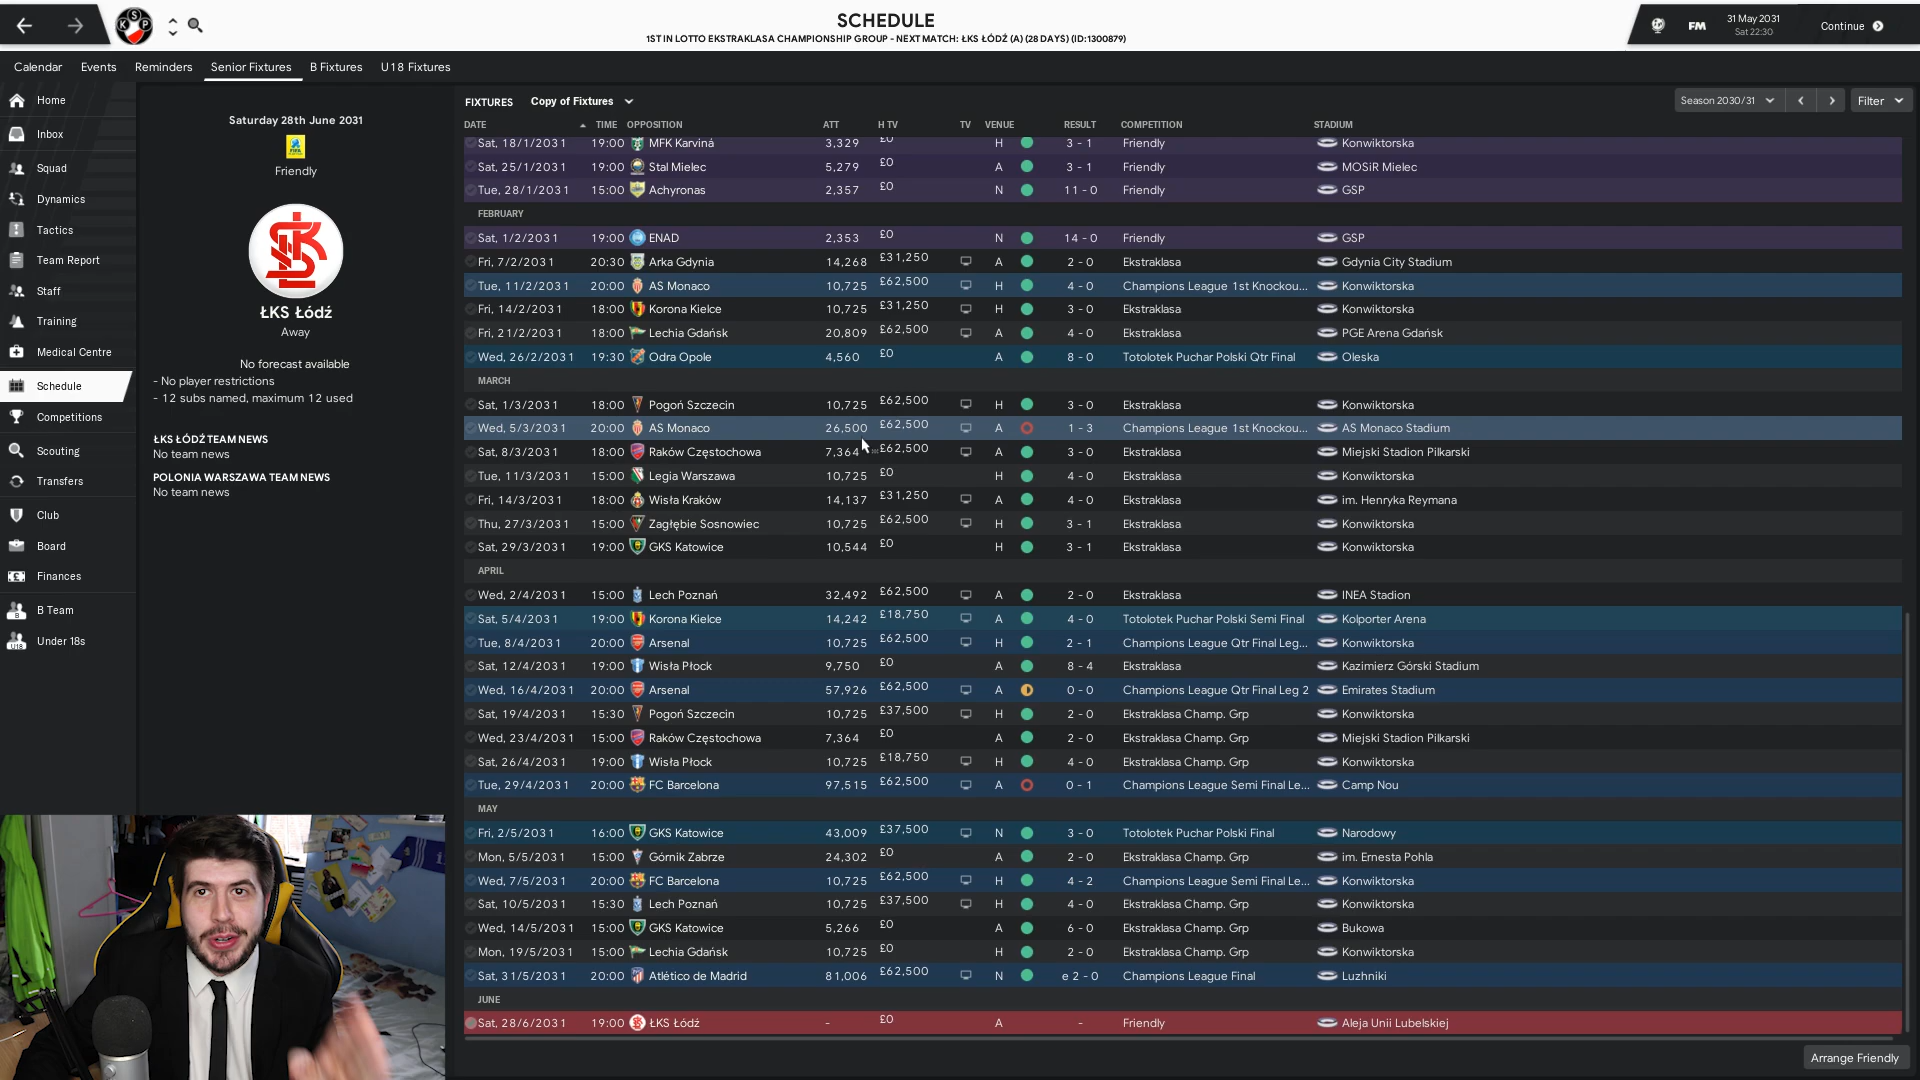 SCHEDULE
1ST IN LOTTO EKSTRAKLASA CHAMPIONSHIP GROUP - NEXT MATCH: ŁKS ŁÓDŹ (A) (28 DAYS) (ID:1300879)
FM
31 May 2031
Sat 22:30
Continue
Calendar Events Reminders Senior Fixtures B Fixtures U18 Fixtures
Home
Inbox
Squad
Dynamics
Tactics
Team Report
Staff
Training
Medical Centre
Schedule
Competitions
Scouting
Transfers
Club
Board
Finances
B Team
Under 18s
Saturday 28th June 2031
Friendly
ŁKS Łódź
Away
No forecast available
- No player restrictions
- 12 subs named, maximum 12 used
ŁKS ŁÓDŹ TEAM NEWS
No team news
POLONIA WARSZAWA TEAM NEWS
No team news
FIXTURES Copy of Fixtures Season 2030/31 Filter
DATE TIME OPPOSITION ATT H TV TV VENUE RESULT COMPETITION STADIUM
Sat, 18/1/2031 19:00 MFK Karviná 3,329 £0 H 3 - 1 Friendly Konwiktorska
Sat, 25/1/2031 19:00 Stal Mielec 5,279 £0 A 3 - 1 Friendly MOSiR Mielec
Tue, 28/1/2031 15:00 Achyronas 2,357 £0 N 11 - 0 Friendly GSP
FEBRUARY
Sat, 1/2/2031 19:00 ENAD 2,353 £0 N 14 - 0 Friendly GSP
Fri, 7/2/2031 20:30 Arka Gdynia 14,268 £31,250 A 2 - 0 Ekstraklasa Gdynia City Stadium
Tue, 11/2/2031 20:00 AS Monaco 10,725 £62,500 H 4 - 0 Champions League 1st Knockou... Konwiktorska
Fri, 14/2/2031 18:00 Korona Kielce 10,725 £31,250 H 3 - 0 Ekstraklasa Konwiktorska
Fri, 21/2/2031 18:00 Lechia Gdańsk 20,809 £62,500 A 4 - 0 Ekstraklasa PGE Arena Gdańsk
Wed, 26/2/2031 19:30 Odra Opole 4,560 £0 A 8 - 0 Totolotek Puchar Polski Qtr Final Oleska
MARCH
Sat, 1/3/2031 18:00 Pogoń Szczecin 10,725 £62,500 H 3 - 0 Ekstraklasa Konwiktorska
Wed, 5/3/2031 20:00 AS Monaco 26,500 £62,500 A 1 - 3 Champions League 1st Knockou... AS Monaco Stadium
Sat, 8/3/2031 18:00 Raków Częstochowa 7,364 £62,500 A 3 - 0 Ekstraklasa Miejski Stadion Pilkarski
Tue, 11/3/2031 15:00 Legia Warszawa 10,725 £0 H 4 - 0 Ekstraklasa Konwiktorska
Fri, 14/3/2031 18:00 Wisła Kraków 14,137 £31,250 A 4 - 0 Ekstraklasa im. Henryka Reymana
Thu, 27/3/2031 15:00 Zagłębie Sosnowiec 10,725 £62,500 H 3 - 1 Ekstraklasa Konwiktorska
Sat, 29/3/2031 19:00 GKS Katowice 10,544 £0 H 3 - 1 Ekstraklasa Konwiktorska
APRIL
Wed, 2/4/2031 15:00 Lech Poznań 32,492 £62,500 A 2 - 0 Ekstraklasa INEA Stadion
Sat, 5/4/2031 19:00 Korona Kielce 14,242 £18,750 A 4 - 0 Totolotek Puchar Polski Semi Final Kolporter Arena
Tue, 8/4/2031 20:00 Arsenal 10,725 £62,500 H 2 - 1 Champions League Qtr Final Leg... Konwiktorska
Sat, 12/4/2031 19:00 Wisła Płock 9,750 £0 A 8 - 4 Ekstraklasa Kazimierz Górski Stadium
Wed, 16/4/2031 20:00 Arsenal 57,926 £62,500 A 0 - 0 Champions League Qtr Final Leg 2 Emirates Stadium
Sat, 19/4/2031 15:30 Pogoń Szczecin 10,725 £37,500 H 2 - 0 Ekstraklasa Champ. Grp Konwiktorska
Wed, 23/4/2031 15:00 Raków Częstochowa 7,364 £0 A 2 - 0 Ekstraklasa Champ. Grp Miejski Stadion Pilkarski
Sat, 26/4/2031 19:00 Wisła Płock 10,725 £18,750 H 4 - 0 Ekstraklasa Champ. Grp Konwiktorska
Tue, 29/4/2031 20:00 FC Barcelona 97,515 £62,500 A 0 - 1 Champions League Semi Final Le... Camp Nou
MAY
Fri, 2/5/2031 16:00 GKS Katowice 43,009 £37,500 N 3 - 0 Totolotek Puchar Polski Final Narodowy
Mon, 5/5/2031 15:00 Górnik Zabrze 24,302 £0 A 2 - 0 Ekstraklasa Champ. Grp im. Ernesta Pohla
Wed, 7/5/2031 20:00 FC Barcelona 10,725 £62,500 H 4 - 2 Champions League Semi Final Le... Konwiktorska
Sat, 10/5/2031 15:30 Lech Poznań 10,725 £37,500 H 4 - 0 Ekstraklasa Champ. Grp Konwiktorska
Wed, 14/5/2031 15:00 GKS Katowice 5,266 £0 A 6 - 0 Ekstraklasa Champ. Grp Bukowa
Mon, 19/5/2031 15:00 Lechia Gdańsk 10,725 £0 H 2 - 0 Ekstraklasa Champ. Grp Konwiktorska
Sat, 31/5/2031 20:00 Atlético de Madrid 81,006 £62,500 N e 2 - 0 Champions League Final Luzhniki
JUNE
Sat, 28/6/2031 19:00 ŁKS Łódź - £0 A - Friendly Aleja Unii Lubelskiej
Arrange Friendly